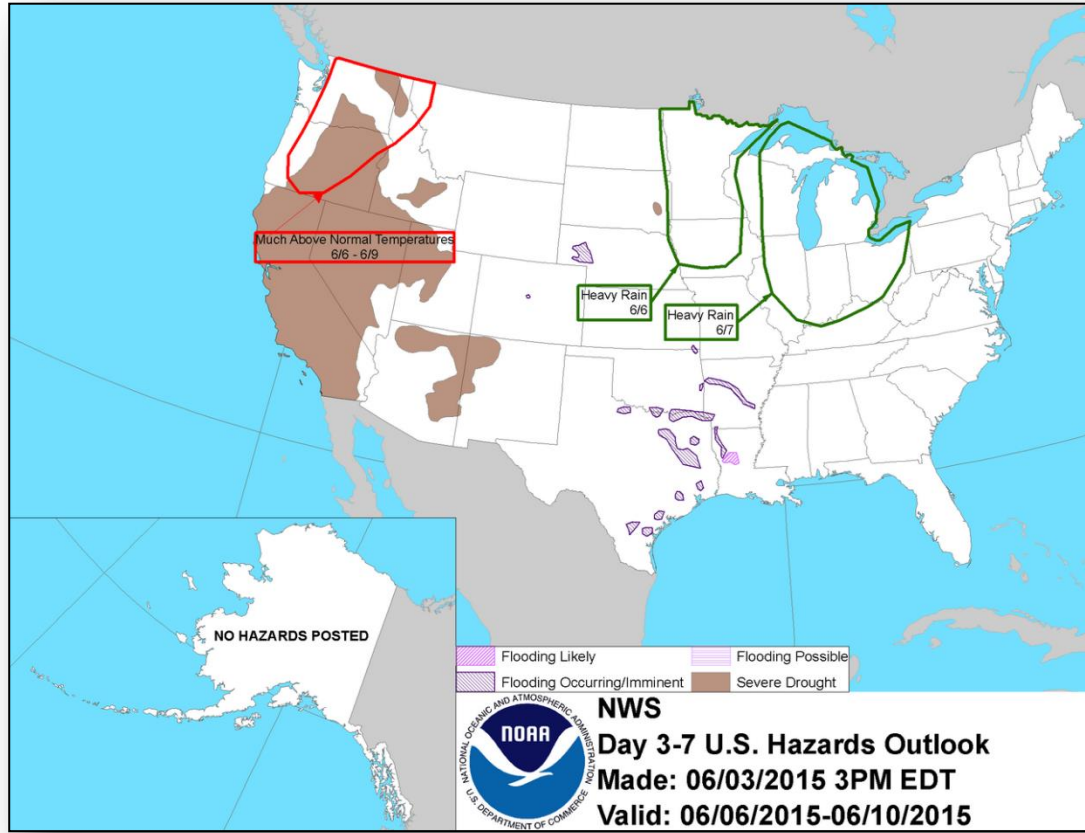 Much Above Normal Temperatures
6/6 - 6/9
Heavy Rain
6/6
Heavy Rain
6/7
NO HAZARDS POSTED
Flooding Likely
Flooding Possible
Flooding Occurring/Imminent
Severe Drought
NATIONAL OCEANIC AND ATMOSPHERIC ADMINISTRATION
NOAA
U.S. DEPARTMENT OF COMMERCE
NWS
Day 3-7 U.S. Hazards Outlook
Made: 06/03/2015 3PM EDT
Valid: 06/06/2015-06/10/2015